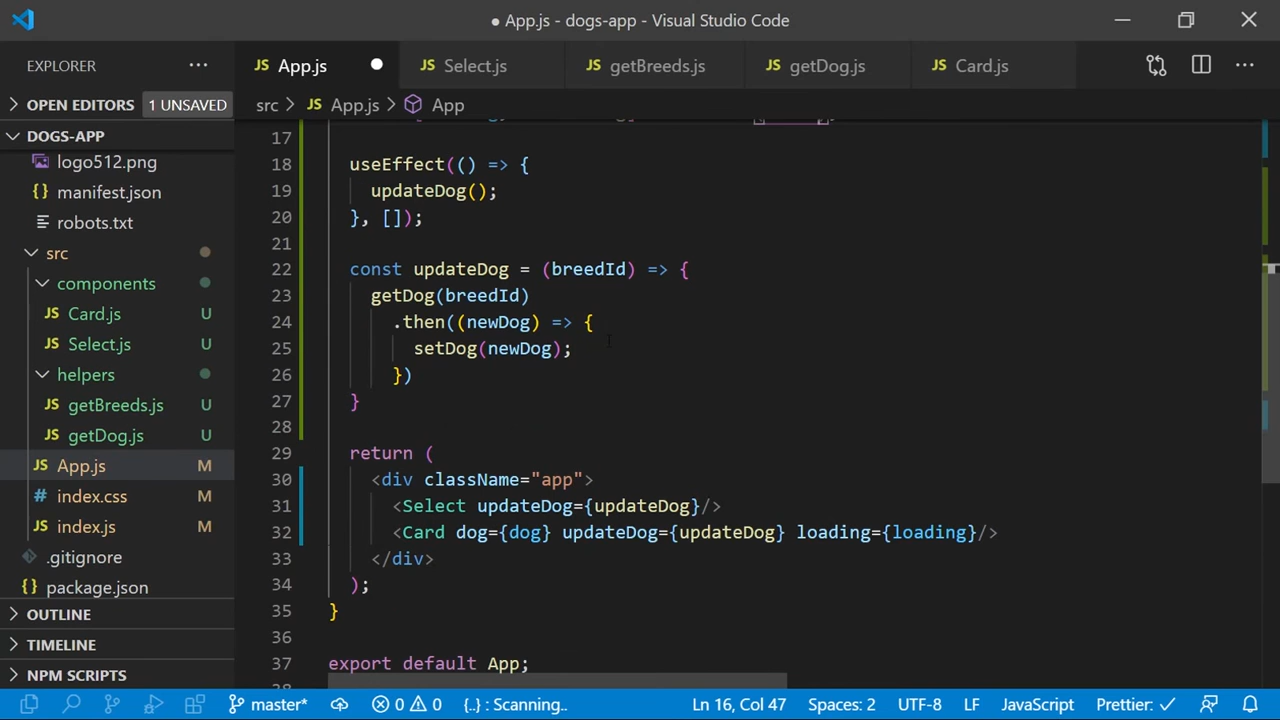 ● App.js - dogs-app - Visual Studio Code
EXPLORER
App.js
JS Select.js
JS getBreeds.js
JS getDog.js
JS Card.js
OPEN EDITORS 1 UNSAVED
src > JS App.js > App
DOGS-APP
logo512.png
{} manifest.json
robots.txt
src
components
JS Card.js U
JS Select.js U
helpers
JS getBreeds.js U
JS getDog.js U
JS App.js M
# index.css M
JS index.js M
.gitignore
{} package.json
OUTLINE
TIMELINE
NPM SCRIPTS
17
18 useEffect(() => {
19 updateDog();
20 }, []);
21
22 const updateDog = (breedId) => {
23 getDog(breedId)
24 .then((newDog) => {
25 setDog(newDog);
26 })
27 }
28
29 return (
30 <div className="app">
31 <Select updateDog={updateDog}/>
32 <Card dog={dog} updateDog={updateDog} loading={loading}/>
33 </div>
34 );
35 }
36
37 export default App;
master* 0 0 {..} : Scanning.. Ln 16, Col 47 Spaces: 2 UTF-8 LF JavaScript Prettier: ✓